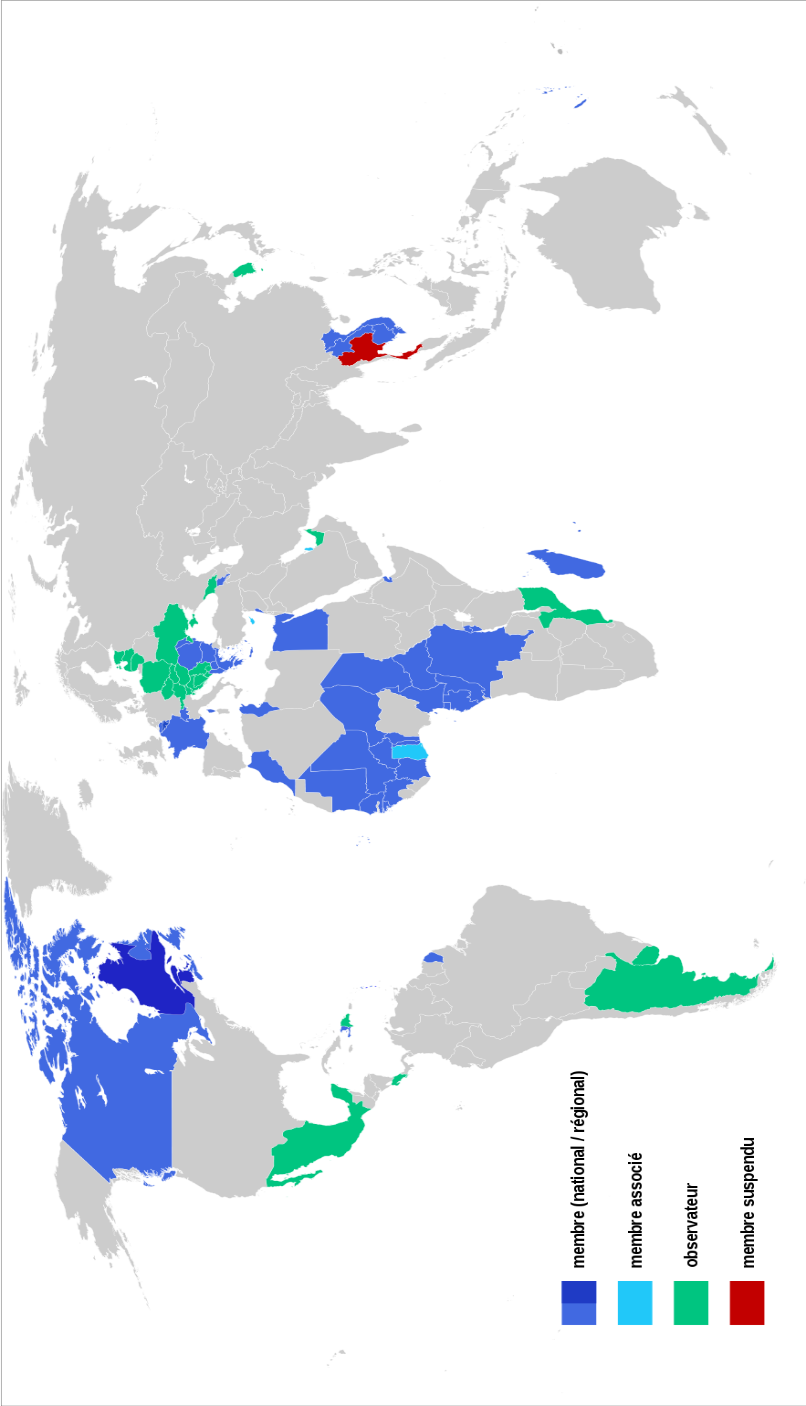 membre (national / régional)
membre associé
observateur
membre suspendu